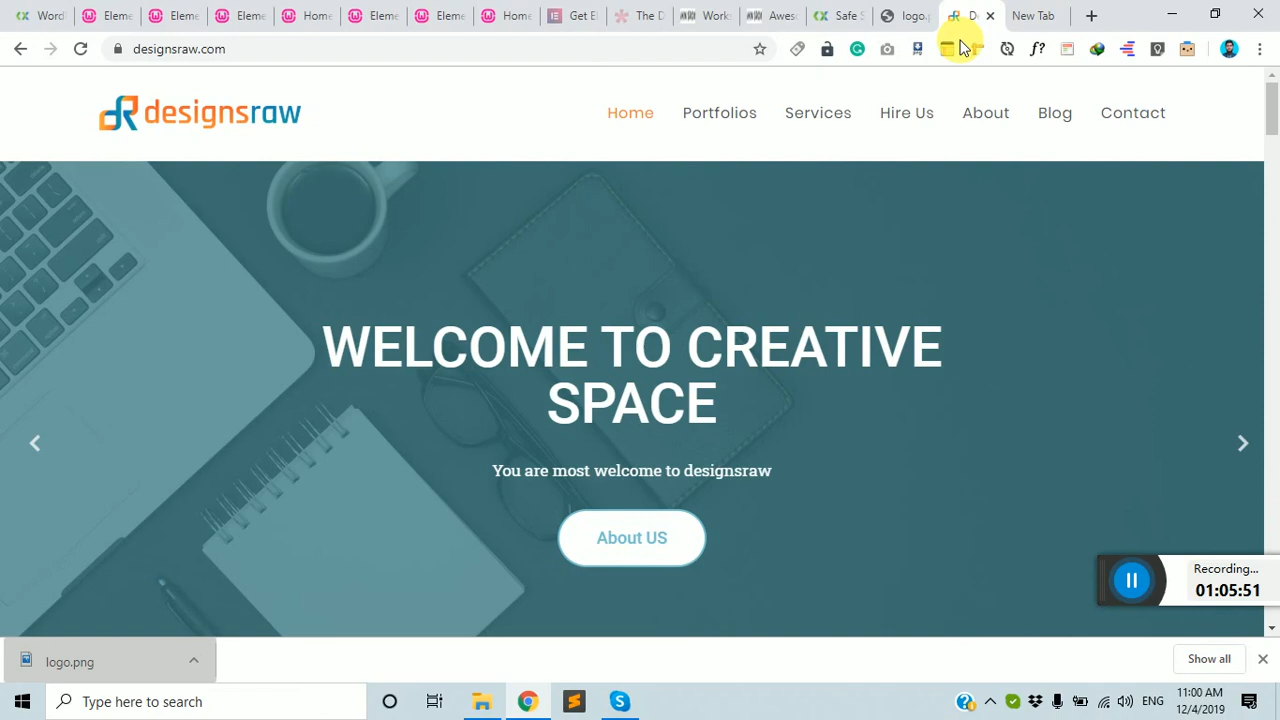 Word
Eleme
Eleme
Eleme
Home
Eleme
Eleme
Home
Get El
The D
Works
Aweso
Safe S
logo.p
De
New Tab
designsraw.com
designsraw
Home
Portfolios
Services
Hire Us
About
Blog
Contact
WELCOME TO CREATIVE
SPACE
You are most welcome to designsraw
About US
Recording...
01:05:51
logo.png
Show all
Type here to search
ENG
11:00 AM
12/4/2019